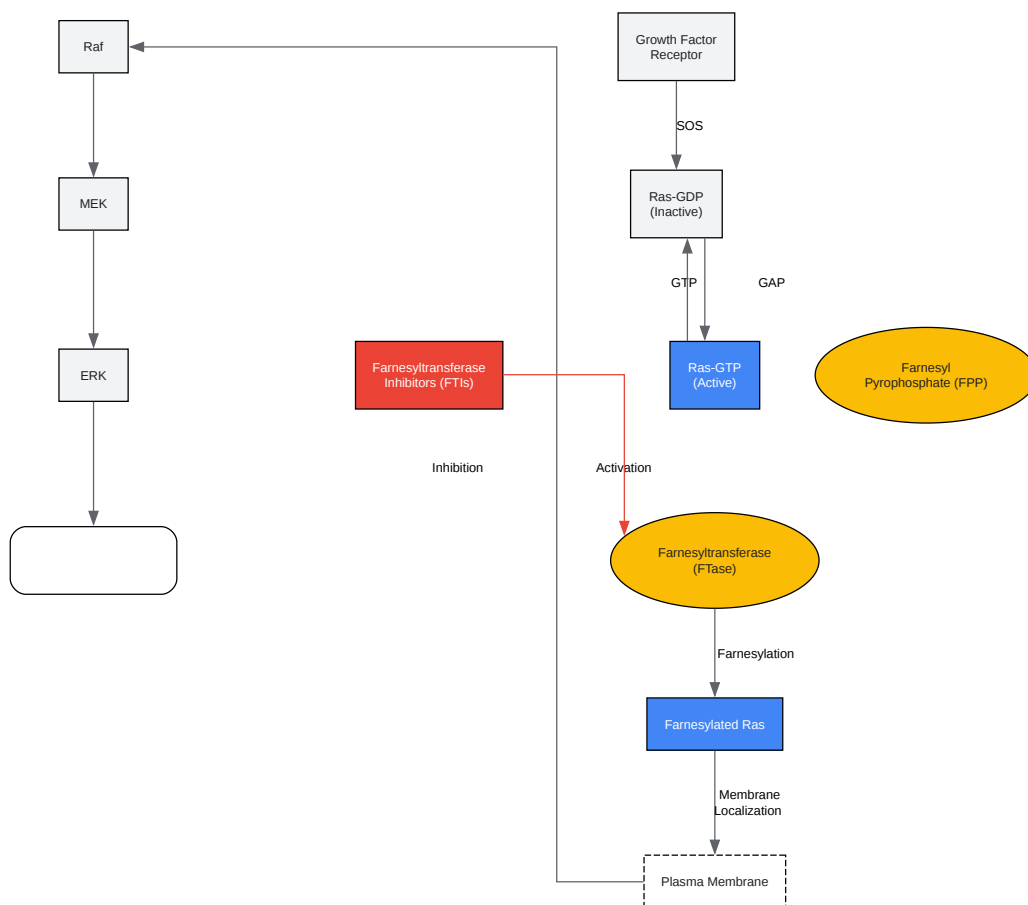 Raf
Growth Factor
Receptor
SOS
MEK
Ras-GDP
(Inactive)
GTP
GAP
ERK
Farnesyltransferase
Inhibitors (FTIs)
Ras-GTP
(Active)
Farnesyl
Pyrophosphate (FPP)
Inhibition
Activation
Farnesyltransferase
(FTase)
Farnesylation
Farnesylated Ras
Membrane
Localization
Plasma Membrane